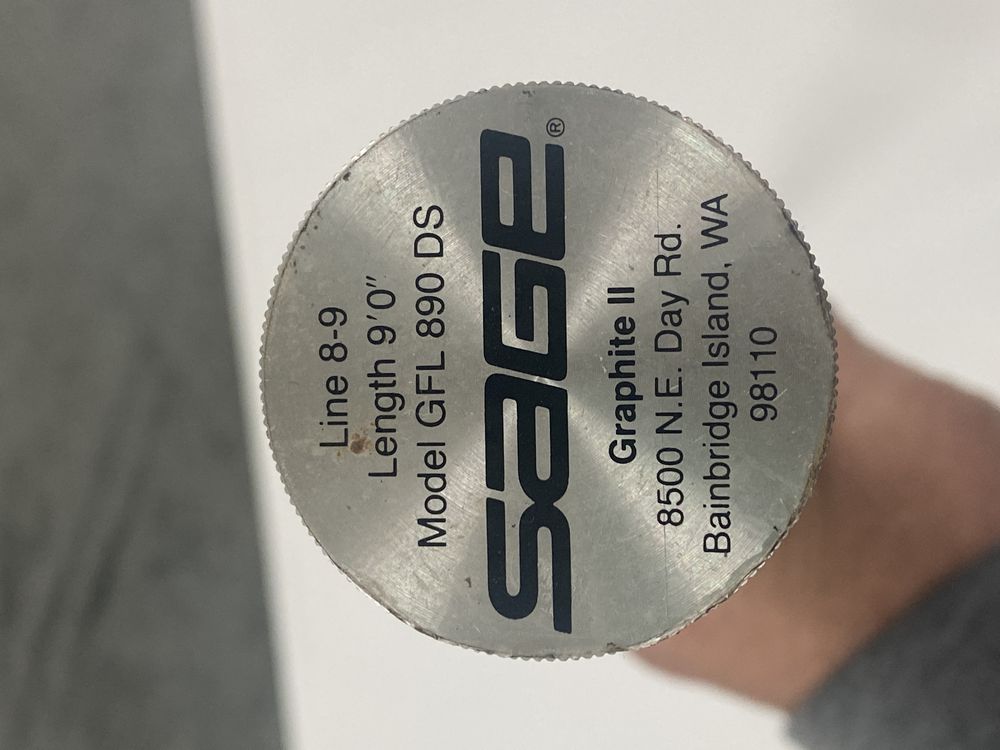 Line 8-9
Length 9'0"
Model GFL 890 DS
SAGE®
Graphite II
8500 N.E. Day Rd.
Bainbridge Island, WA
98110